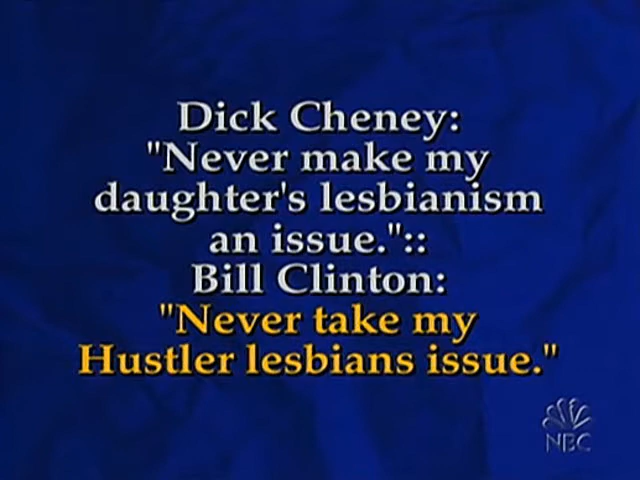 Dick Cheney:
"Never make my
daughter's lesbianism
an issue."::
Bill Clinton:
"Never take my
Hustler lesbians issue."
NBC